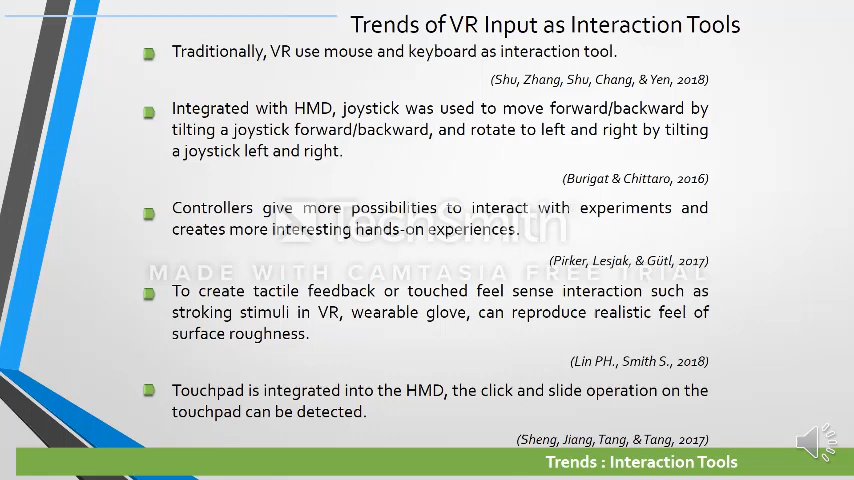 Trends of VR Input as Interaction Tools
Traditionally, VR use mouse and keyboard as interaction tool.
(Shu, Zhang, Shu, Chang, & Yen, 2018)
Integrated with HMD, joystick was used to move forward/backward by
tilting a joystick forward/backward, and rotate to left and right by tilting
a joystick left and right.
(Burigat & Chittaro, 2016)
Controllers give more possibilities to interact with experiments and
creates more interesting hands-on experiences.
TechSmith
(Pirker, Lesjak, & Gütl, 2017)
MADE WITH CAMTASIA FREE TRIAL
To create tactile feedback or touched feel sense interaction such as
stroking stimuli in VR, wearable glove, can reproduce realistic feel of
surface roughness.
(Lin PH., Smith S., 2018)
Touchpad is integrated into the HMD, the click and slide operation on the
touchpad can be detected.
(Sheng, Jiang, Tang, & Tang, 2017)
Trends : Interaction Tools